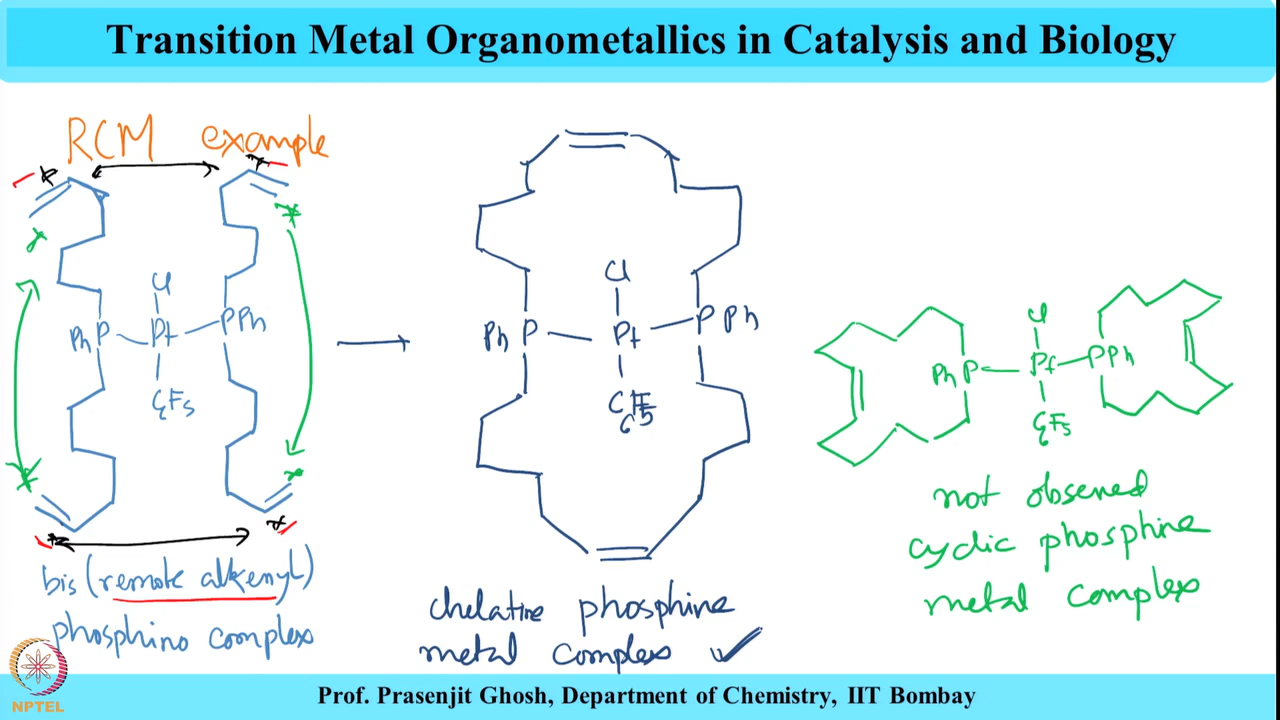 Transition Metal Organometallics in Catalysis and Biology
RCM example
Cl
Ph P Pt PPh
C6F5
bis (remote alkenyl)
phosphino complex
Cl
Ph P Pt PPh
C6F5
chelatine phosphine
metal complex
Cl
Ph P Pt PPh
C6F5
not observed
cyclic phosphine
metal complex
NPTEL
Prof. Prasenjit Ghosh, Department of Chemistry, IIT Bombay